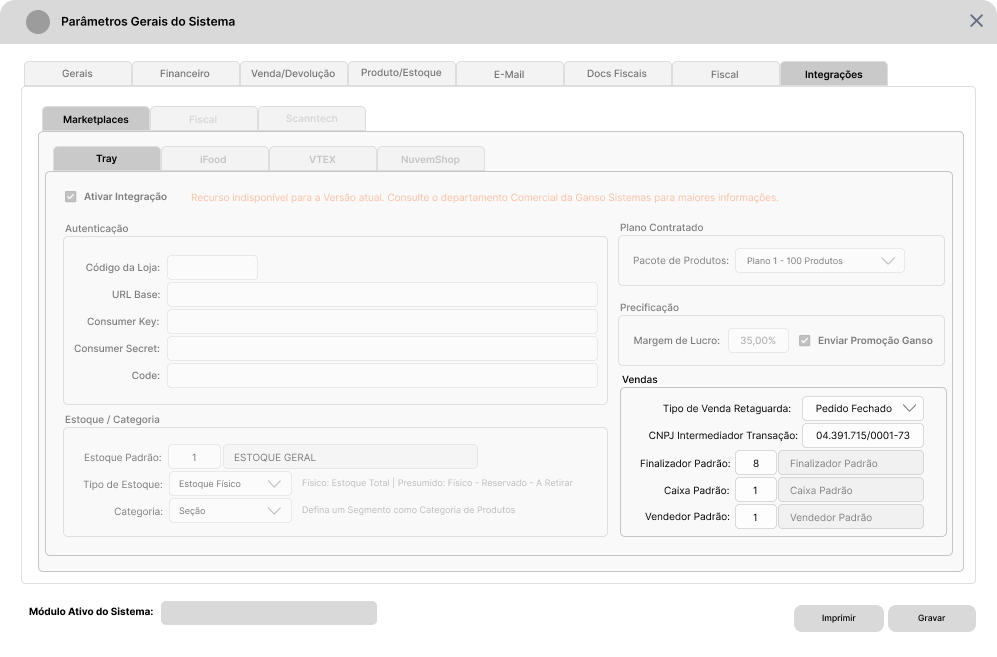 Parâmetros Gerais do Sistema
Gerais
Financeiro
Venda/Devolução
Produto/Estoque
E-Mail
Docs Fiscais
Fiscal
Integrações
Marketplaces
Fiscal
Scanntech
Tray
iFood
VTEX
NuvemShop
Ativar Integração
Recurso indisponível para a Versão atual. Consulte o departamento Comercial da Ganso Sistemas para maiores informações.
Autenticação
Código da Loja:
URL Base:
Consumer Key:
Consumer Secret:
Code:
Estoque / Categoria
Estoque Padrão: 1 ESTOQUE GERAL
Tipo de Estoque: Estoque Físico Físico: Estoque Total | Presumido: Físico - Reservado - A Retirar
Categoria: Seção Defina um Segmento como Categoria de Produtos
Plano Contratado
Pacote de Produtos: Plano 1 - 100 Produtos
Precificação
Margem de Lucro: 35,00% Enviar Promoção Ganso
Vendas
Tipo de Venda Retaguarda: Pedido Fechado
CNPJ Intermediador Transação: 04.391.715/0001-73
Finalizador Padrão: 8 Finalizador Padrão
Caixa Padrão: 1 Caixa Padrão
Vendedor Padrão: 1 Vendedor Padrão
Módulo Ativo do Sistema:
Imprimir
Gravar